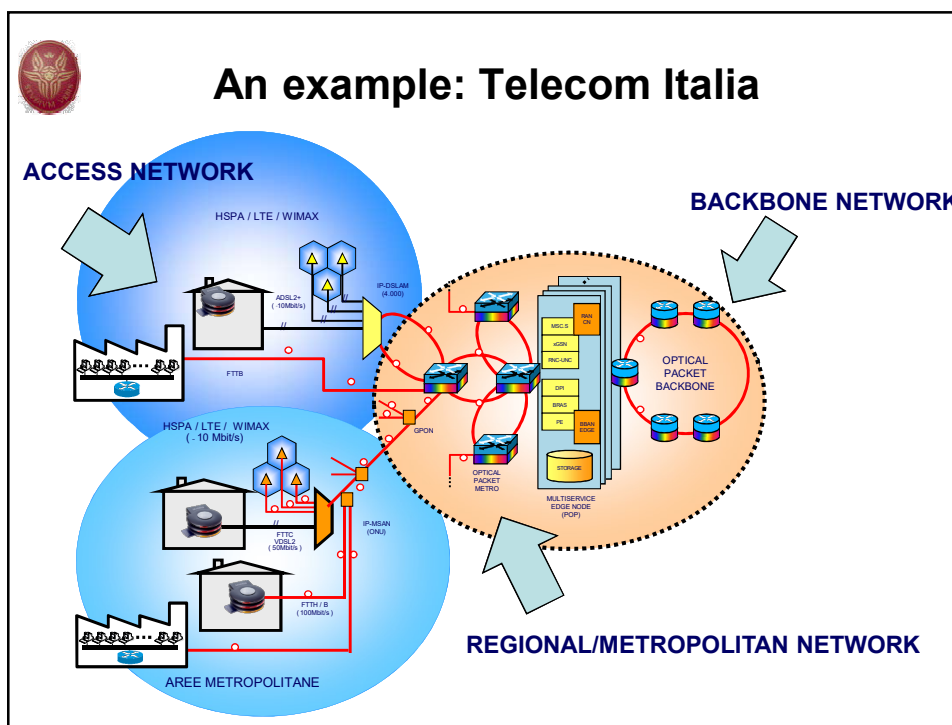 An example: Telecom Italia
ACCESS NETWORK
BACKBONE NETWORK
HSPA / LTE / WIMAX
ADSL2+
( ·10Mbit/s)
IP-DSLAM
(4.000)
FTTB
MSC.S
RAN
CN
xGSN
RNC-UNC
DPI
BRAS
PE
BBAN
EDGE
STORAGE
OPTICAL
PACKET
BACKBONE
GPON
OPTICAL
PACKET
METRO
MULTISERVICE
EDGE NODE
(POP)
HSPA / LTE / WIMAX
( · 10 Mbit/s)
FTTC
VDSL2
( 50Mbit/s )
IP-MSAN
(ONU)
FTTH / B
( 100Mbit/s )
REGIONAL/METROPOLITAN NETWORK
AREE METROPOLITANE